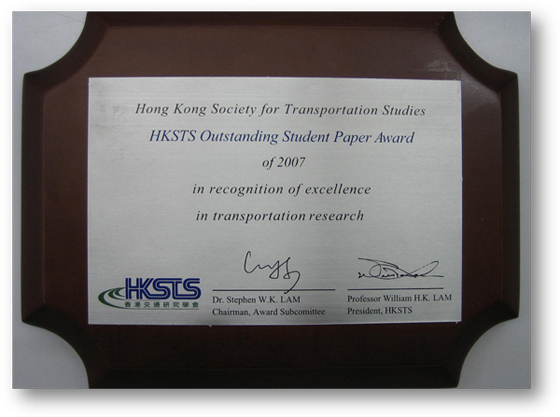 Hong Kong Society for Transportation Studies
HKSTS Outstanding Student Paper Award
of 2007
in recognition of excellence
in transportation research
HKSTS
香港交通研究學會
Dr. Stephen W.K. LAM
Chairman, Award Subcomittee
Professor William H.K. LAM
President, HKSTS